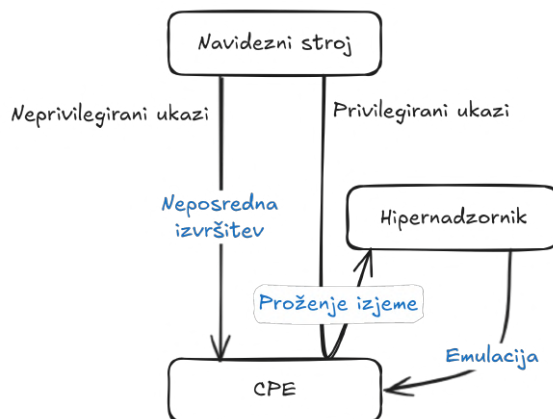 Navidezni stroj
Neprivilegirani ukazi
Privilegirani ukazi
Neposredna
izvršitev
Hipernadzornik
Proženje izjeme
Emulacija
CPE